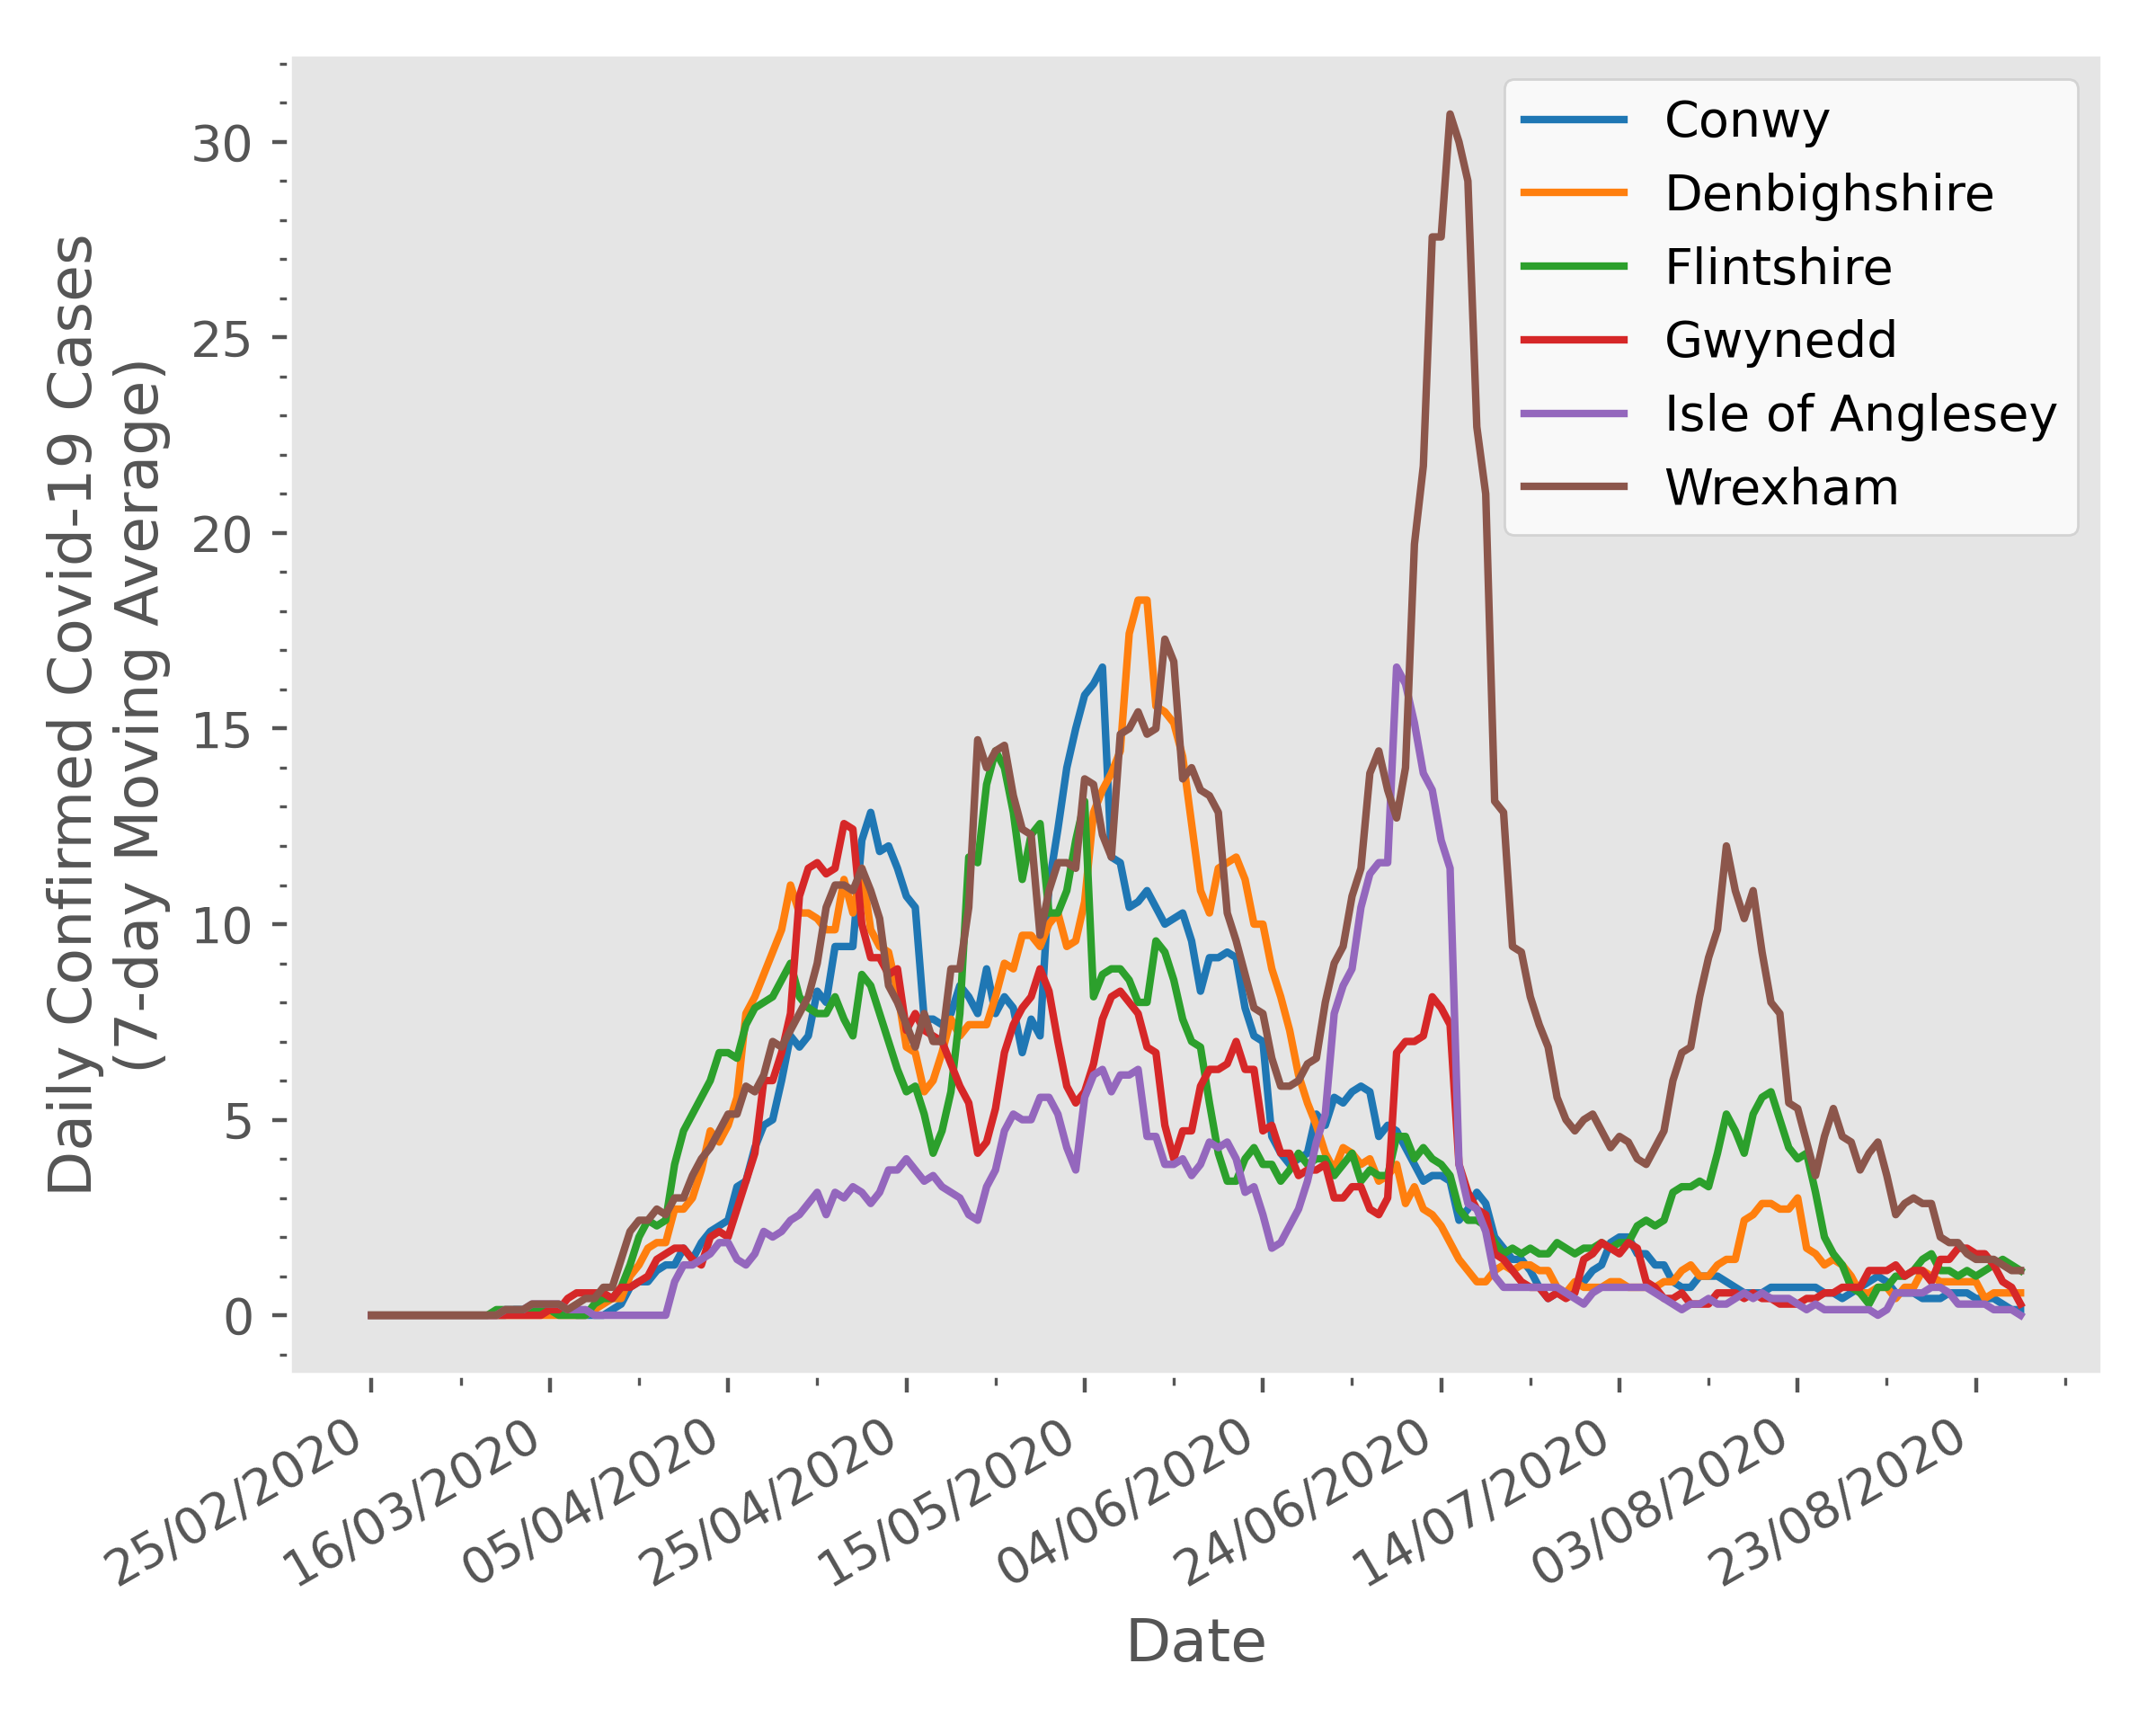 Daily Confirmed Covid-19 Cases
(7-day Moving Average)
30
25
20
15
10
5
0
Conwy
Denbighshire
Flintshire
Gwynedd
Isle of Anglesey
Wrexham
25/02/2020
16/03/2020
05/04/2020
25/04/2020
15/05/2020
04/06/2020
24/06/2020
14/07/2020
03/08/2020
23/08/2020
Date